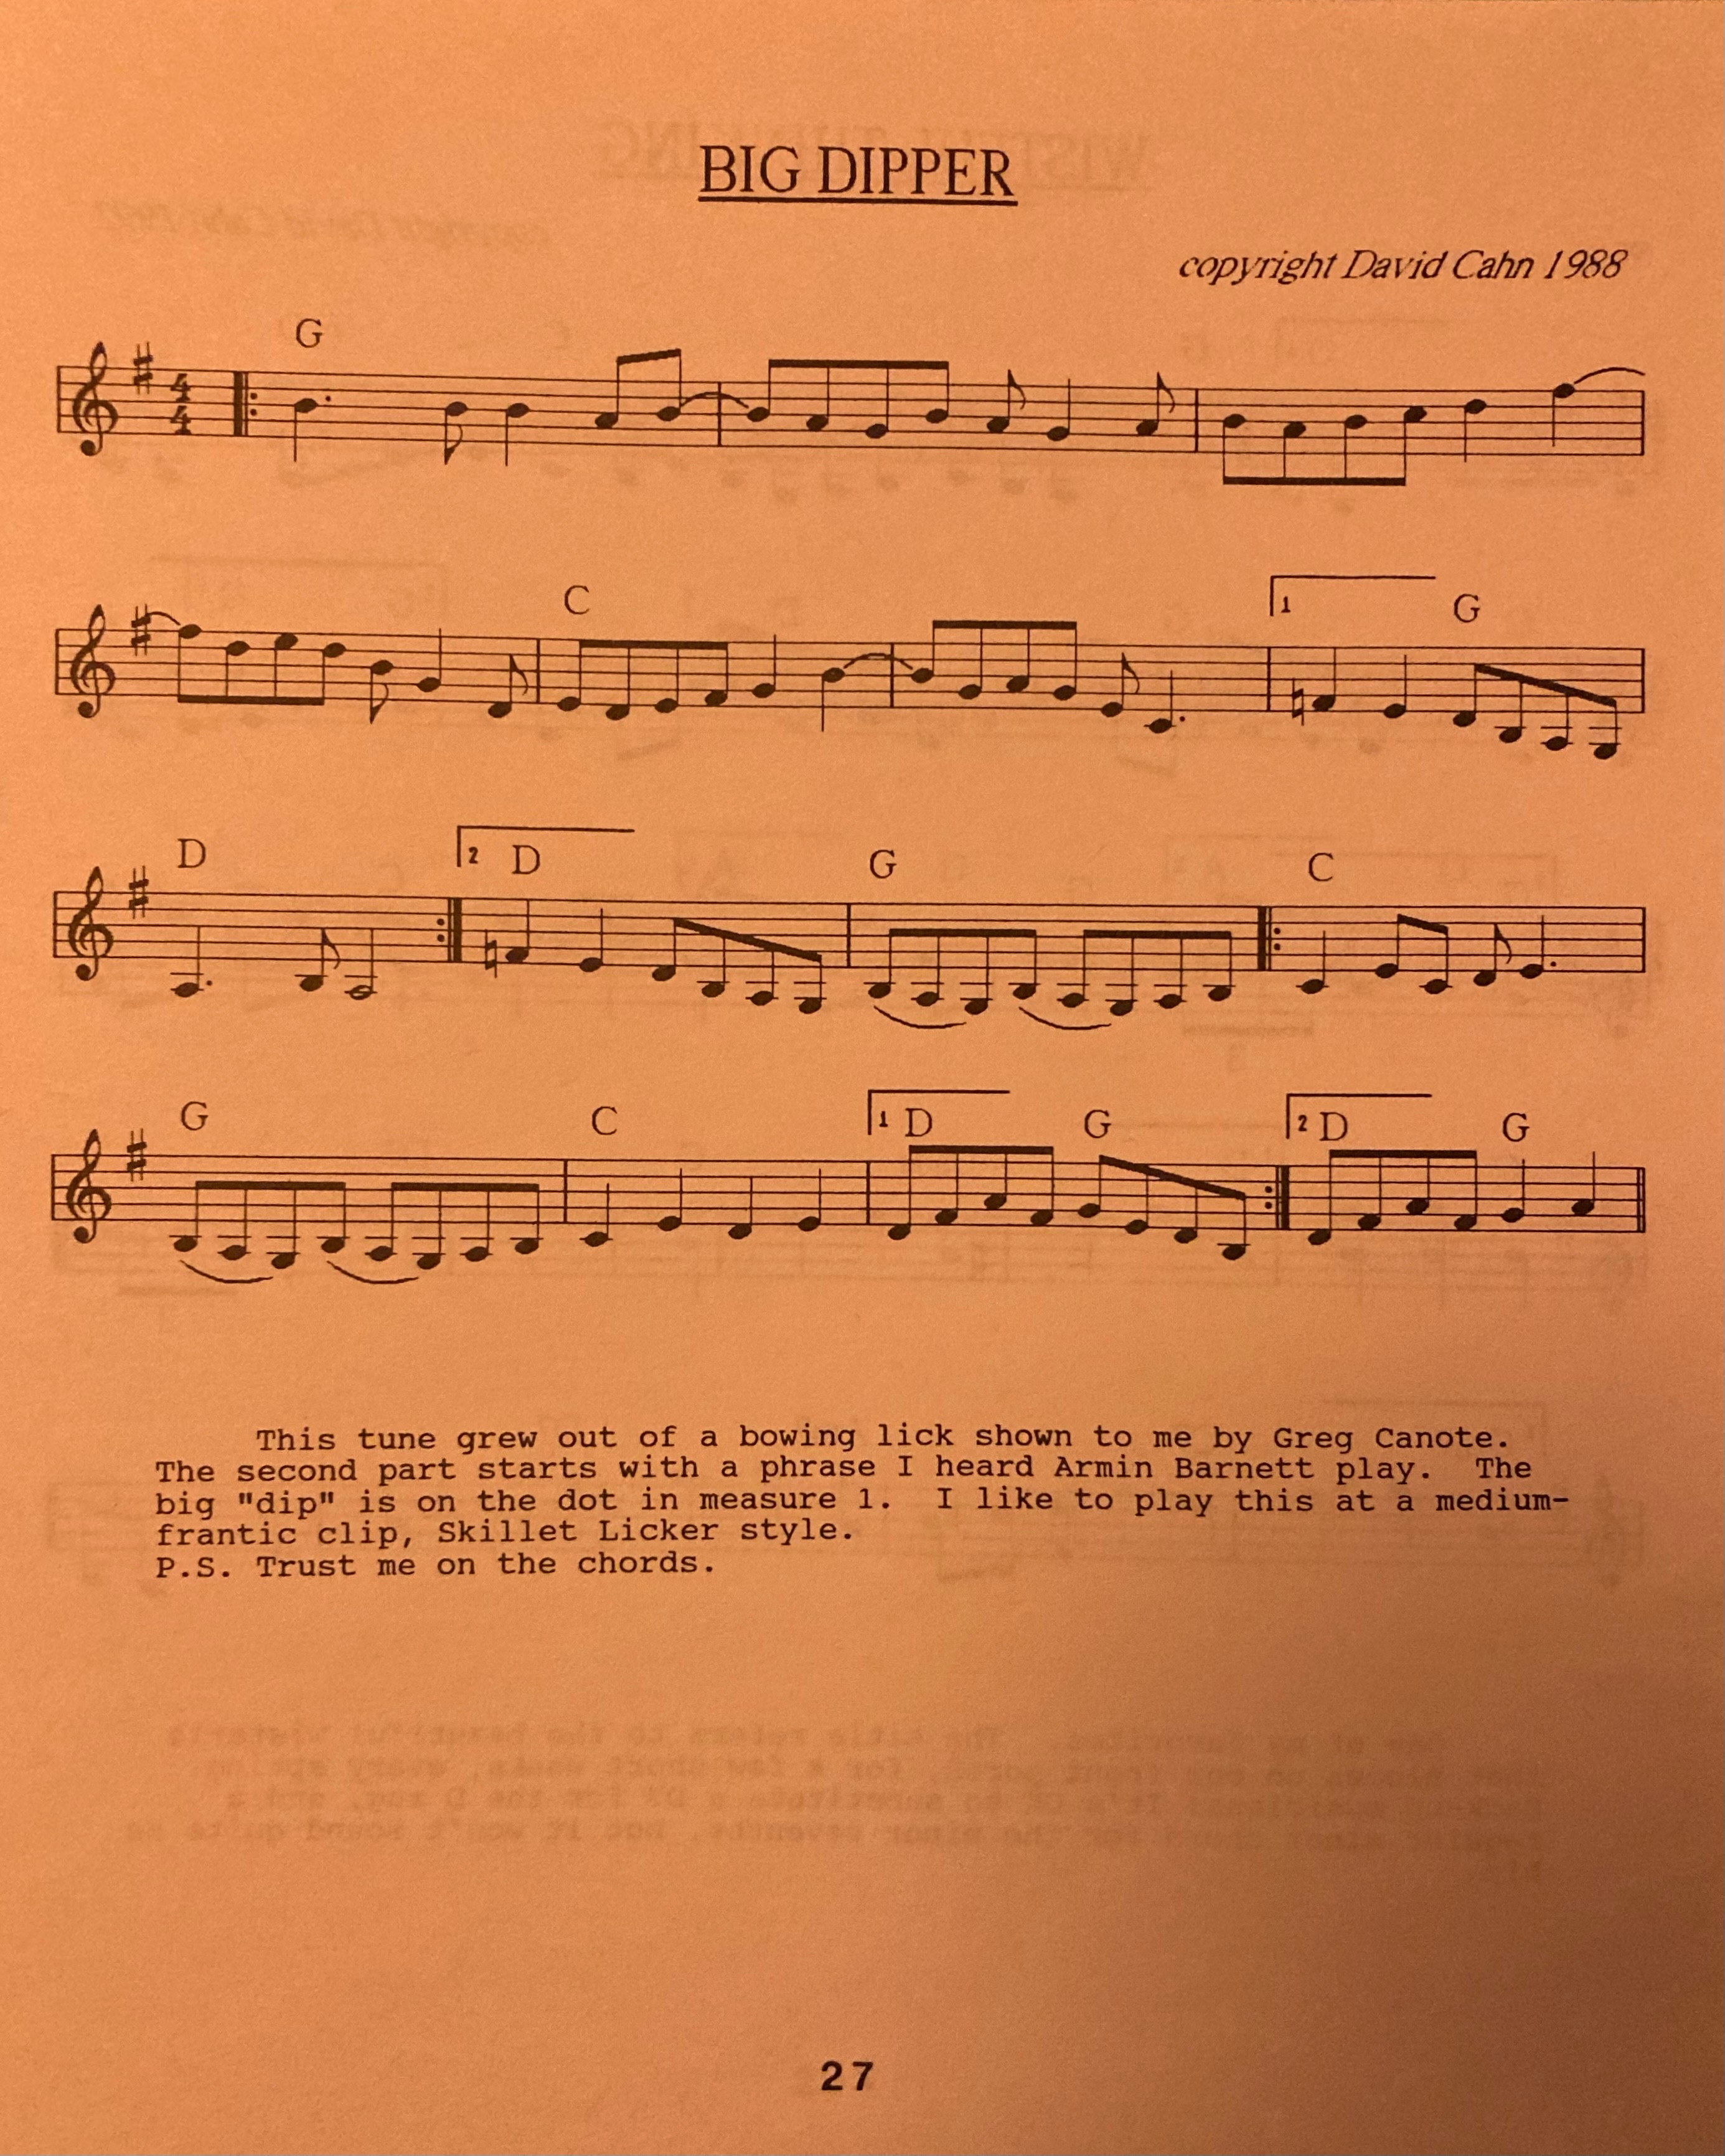 BIG DIPPER
copyright David Cahn 1988
G
4
4
C
1 G
D 2 D G C
G C 1 D G 2 D G
This tune grew out of a bowing lick shown to me by Greg Canote.
The second part starts with a phrase I heard Armin Barnett play. The
big "dip" is on the dot in measure 1. I like to play this at a medium-
frantic clip, Skillet Licker style.
P.S. Trust me on the chords.
27